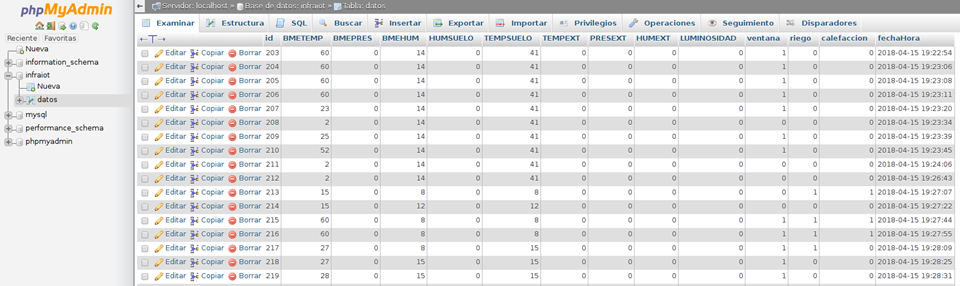 phpMyAdmin
Reciente Favoritas
Nueva
information_schema
infraiot
Nueva
datos
mysql
performance_schema
phpmyadmin
Servidor: localhost » Base de datos: infraiot » Tabla: datos
Examinar Estructura SQL Buscar Insertar Exportar Importar Privilegios Operaciones Seguimiento Disparadores
←T→ id BMETEMP BMEPRES BMEHUM HUMSUELO TEMPSUELO TEMPEXT PRESEXT HUMEXT LUMINOSIDAD ventana riego calefaccion fechaHora
Editar Copiar Borrar 203 60 0 14 0 41 0 0 0 0 1 0 0 2018-04-15 19:22:54
Editar Copiar Borrar 204 60 0 14 0 41 0 0 0 0 1 0 0 2018-04-15 19:23:06
Editar Copiar Borrar 205 60 0 14 0 41 0 0 0 0 1 0 0 2018-04-15 19:23:08
Editar Copiar Borrar 206 60 0 14 0 41 0 0 0 0 1 0 0 2018-04-15 19:23:11
Editar Copiar Borrar 207 23 0 14 0 41 0 0 0 0 1 0 0 2018-04-15 19:23:20
Editar Copiar Borrar 208 2 0 14 0 41 0 0 0 0 0 0 0 2018-04-15 19:23:34
Editar Copiar Borrar 209 25 0 14 0 41 0 0 0 0 1 0 0 2018-04-15 19:23:39
Editar Copiar Borrar 210 52 0 14 0 41 0 0 0 0 1 0 0 2018-04-15 19:23:45
Editar Copiar Borrar 211 2 0 14 0 41 0 0 0 0 0 0 0 2018-04-15 19:24:06
Editar Copiar Borrar 212 2 0 14 0 41 0 0 0 0 0 0 0 2018-04-15 19:26:43
Editar Copiar Borrar 213 15 0 8 0 8 0 0 0 0 0 1 1 2018-04-15 19:27:07
Editar Copiar Borrar 214 15 0 12 0 12 0 0 0 0 0 0 0 2018-04-15 19:27:22
Editar Copiar Borrar 215 60 0 8 0 8 0 0 0 0 1 1 0 2018-04-15 19:27:44
Editar Copiar Borrar 216 60 0 8 0 8 0 0 0 0 1 1 0 2018-04-15 19:27:55
Editar Copiar Borrar 217 27 0 8 0 15 0 0 0 0 1 1 0 2018-04-15 19:28:09
Editar Copiar Borrar 218 27 0 15 0 15 0 0 0 0 1 0 0 2018-04-15 19:28:25
Editar Copiar Borrar 219 28 0 15 0 15 0 0 0 0 1 0 0 2018-04-15 19:28:31